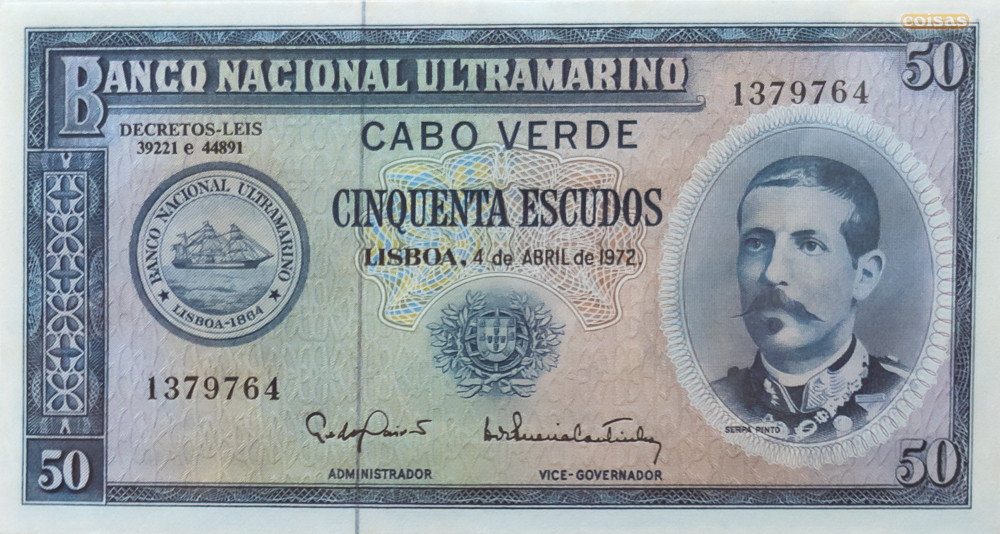 coisas
BANCO NACIONAL ULTRAMARINO
50
1379764
DECRETOS-LEIS
39221 e 44891
CABO VERDE
CINQUENTA ESCUDOS
LISBOA, 4 de ABRIL de 1972.
BANCO NACIONAL ULTRAMARINO
LISBOA-1864
1379764
SERPA PINTO
ADMINISTRADOR
VICE-GOVERNADOR
50
50